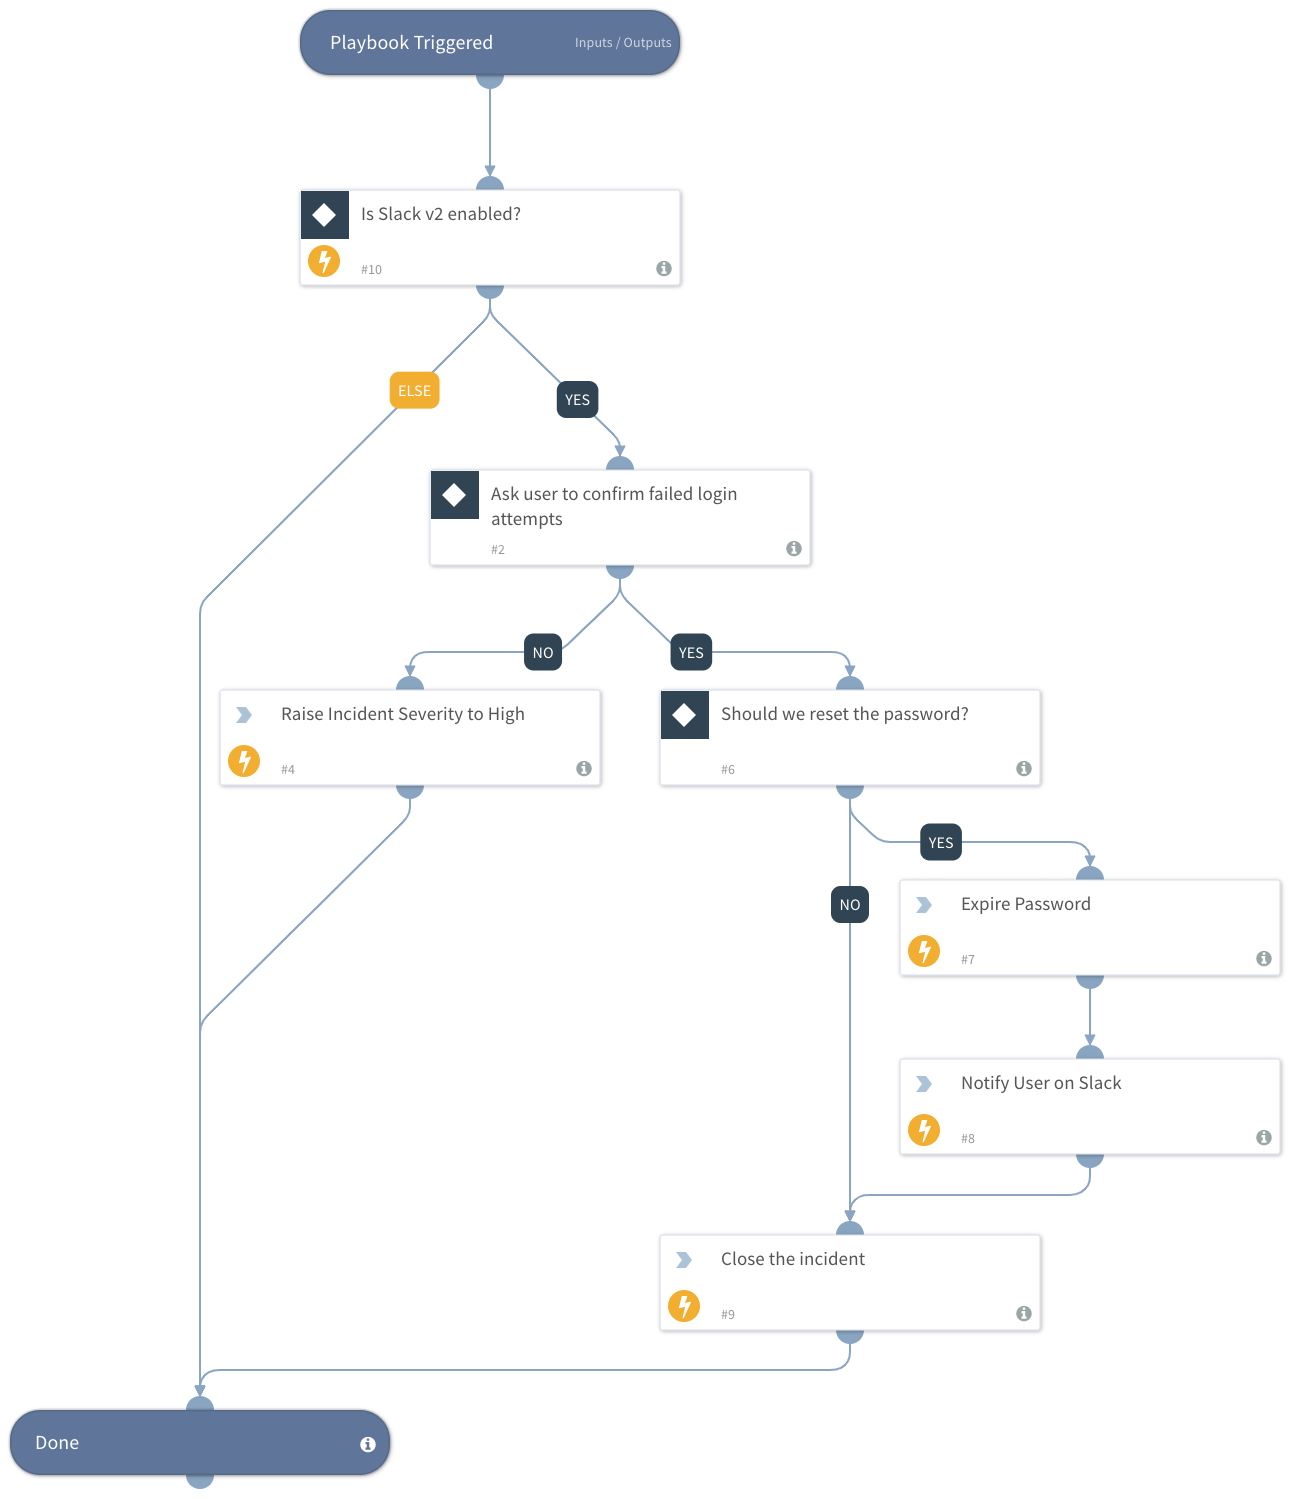 Playbook Triggered
Inputs / Outputs
Is Slack v2 enabled?
#10
ELSE
YES
Ask user to confirm failed login
attempts
#2
NO
YES
Raise Incident Severity to High
#4
Should we reset the password?
#6
YES
NO
Expire Password
#7
Notify User on Slack
#8
Close the incident
#9
Done